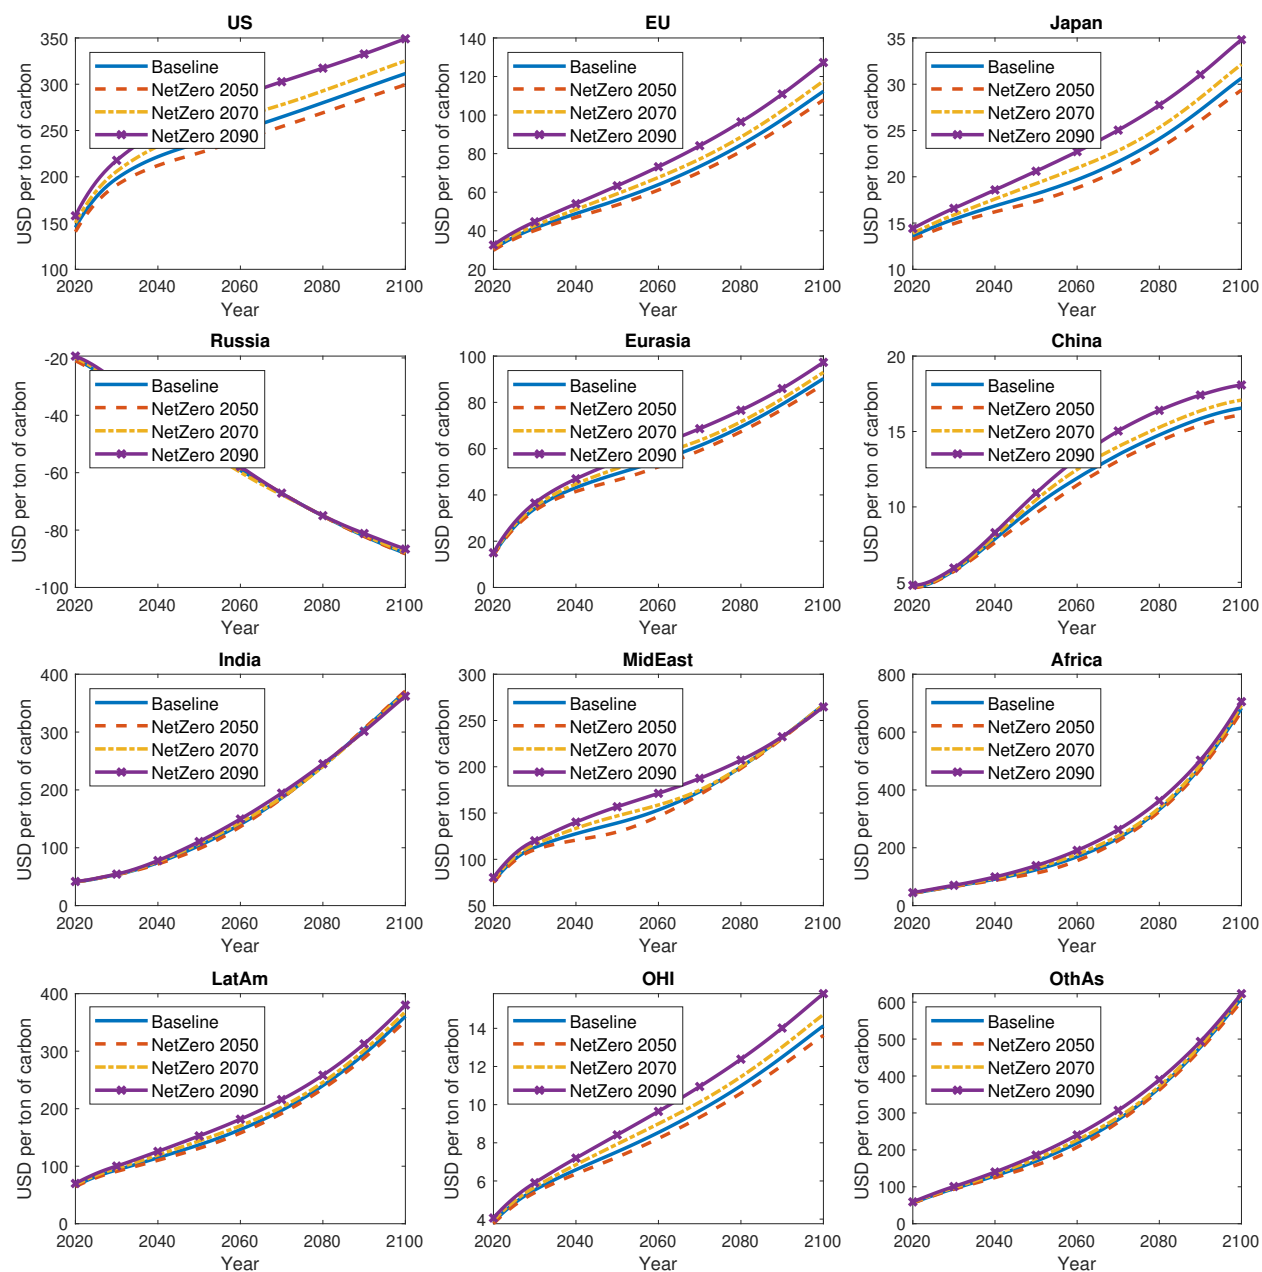 US
350
300
250
200
150
100
USD per ton of carbon
Baseline
NetZero 2050
NetZero 2070
NetZero 2090
2020 2040 2060 2080 2100
Year
EU
140
120
100
80
60
40
20
USD per ton of carbon
Baseline
NetZero 2050
NetZero 2070
NetZero 2090
2020 2040 2060 2080 2100
Year
Japan
35
30
25
20
15
10
USD per ton of carbon
Baseline
NetZero 2050
NetZero 2070
NetZero 2090
2020 2040 2060 2080 2100
Year
Russia
-20
-40
-60
-80
-100
USD per ton of carbon
Baseline
NetZero 2050
NetZero 2070
NetZero 2090
2020 2040 2060 2080 2100
Year
Eurasia
100
80
60
40
20
0
USD per ton of carbon
Baseline
NetZero 2050
NetZero 2070
NetZero 2090
2020 2040 2060 2080 2100
Year
China
20
15
10
5
USD per ton of carbon
Baseline
NetZero 2050
NetZero 2070
NetZero 2090
2020 2040 2060 2080 2100
Year
India
400
300
200
100
0
USD per ton of carbon
Baseline
NetZero 2050
NetZero 2070
NetZero 2090
2020 2040 2060 2080 2100
Year
MidEast
300
250
200
150
100
50
USD per ton of carbon
Baseline
NetZero 2050
NetZero 2070
NetZero 2090
2020 2040 2060 2080 2100
Year
Africa
800
600
400
200
0
USD per ton of carbon
Baseline
NetZero 2050
NetZero 2070
NetZero 2090
2020 2040 2060 2080 2100
Year
LatAm
400
300
200
100
0
USD per ton of carbon
Baseline
NetZero 2050
NetZero 2070
NetZero 2090
2020 2040 2060 2080 2100
Year
OHI
14
12
10
8
6
4
USD per ton of carbon
Baseline
NetZero 2050
NetZero 2070
NetZero 2090
2020 2040 2060 2080 2100
Year
OthAs
600
500
400
300
200
100
0
USD per ton of carbon
Baseline
NetZero 2050
NetZero 2070
NetZero 2090
2020 2040 2060 2080 2100
Year